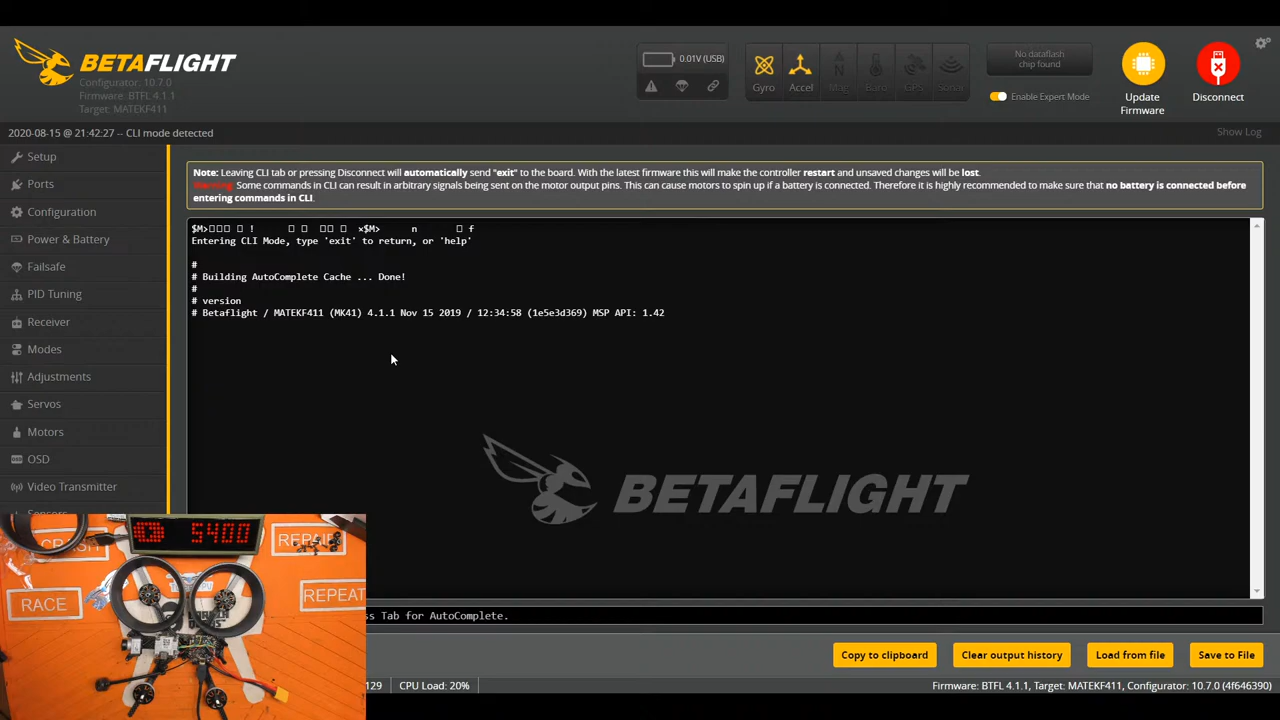 BETAFLIGHT
Configurator: 10.7.0
Firmware: BTFL 4.1.1
Target: MATEKF411
0.01V (USB)
Gyro
Accel
Mag
Baro
GPS
Sonar
No dataflash
chip found
Enable Expert Mode
Update
Firmware
Disconnect
2020-08-15 @ 21:42:27 -- CLI mode detected
Show Log
Setup
Ports
Configuration
Power & Battery
Failsafe
PID Tuning
Receiver
Modes
Adjustments
Servos
Motors
OSD
Video Transmitter
Sensors
Note: Leaving CLI tab or pressing Disconnect will automatically send "exit" to the board. With the latest firmware this will make the controller restart and unsaved changes will be lost.
Warning: Some commands in CLI can result in arbitrary signals being sent on the motor output pins. This can cause motors to spin up if a battery is connected. Therefore it is highly recommended to make sure that no battery is connected before
entering commands in CLI.
$M>□□□ □ ! □ □ □□ □ ×$M> n □ f
Entering CLI Mode, type 'exit' to return, or 'help'
#
# Building AutoComplete Cache ... Done!
#
# version
# Betaflight / MATEKF411 (MK41) 4.1.1 Nov 15 2019 / 12:34:58 (1e5e3d369) MSP API: 1.42
BETAFLIGHT
ss Tab for AutoComplete.
Copy to clipboard
Clear output history
Load from file
Save to File
129
CPU Load: 20%
Firmware: BTFL 4.1.1, Target: MATEKF411, Configurator: 10.7.0 (4f646390)
5400
CRASH
REPAIR
RACE
REPEAT